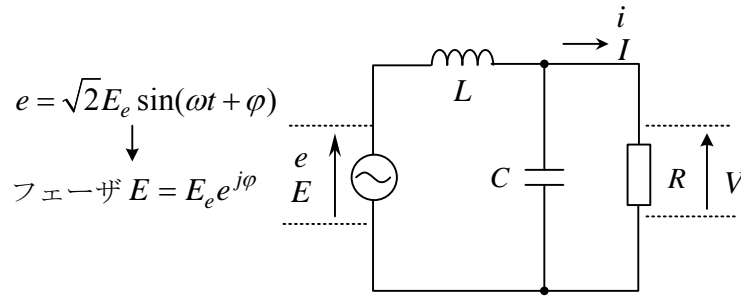 e = √2E_e sin(ωt + φ)
フェーザ E = E_e e^{jφ}
e
E
L
C
i
I
R
V